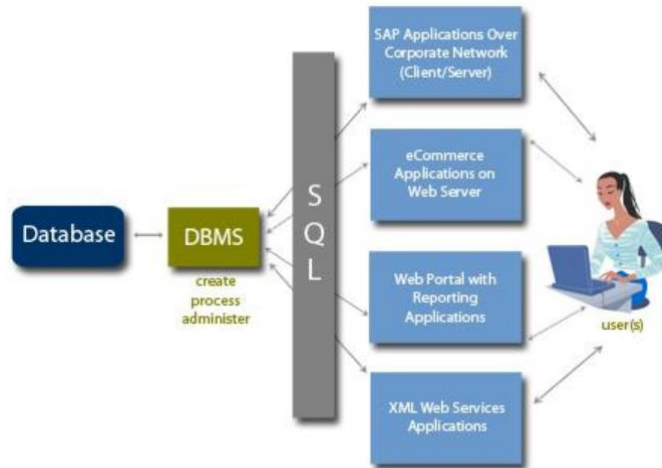 Database
DBMS
create
process
administer
S
Q
L
SAP Applications Over
Corporate Network
(Client/Server)
eCommerce
Applications on
Web Server
Web Portal with
Reporting
Applications
XML Web Services
Applications
user(s)